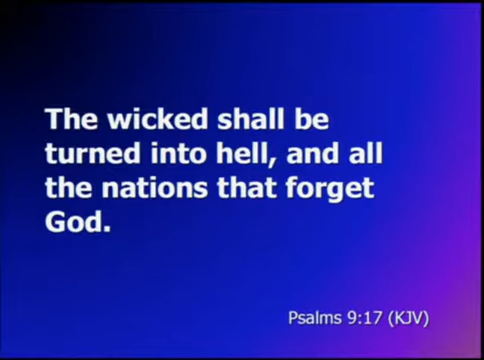 The wicked shall be
turned into hell, and all
the nations that forget
God.
Psalms 9:17 (KJV)